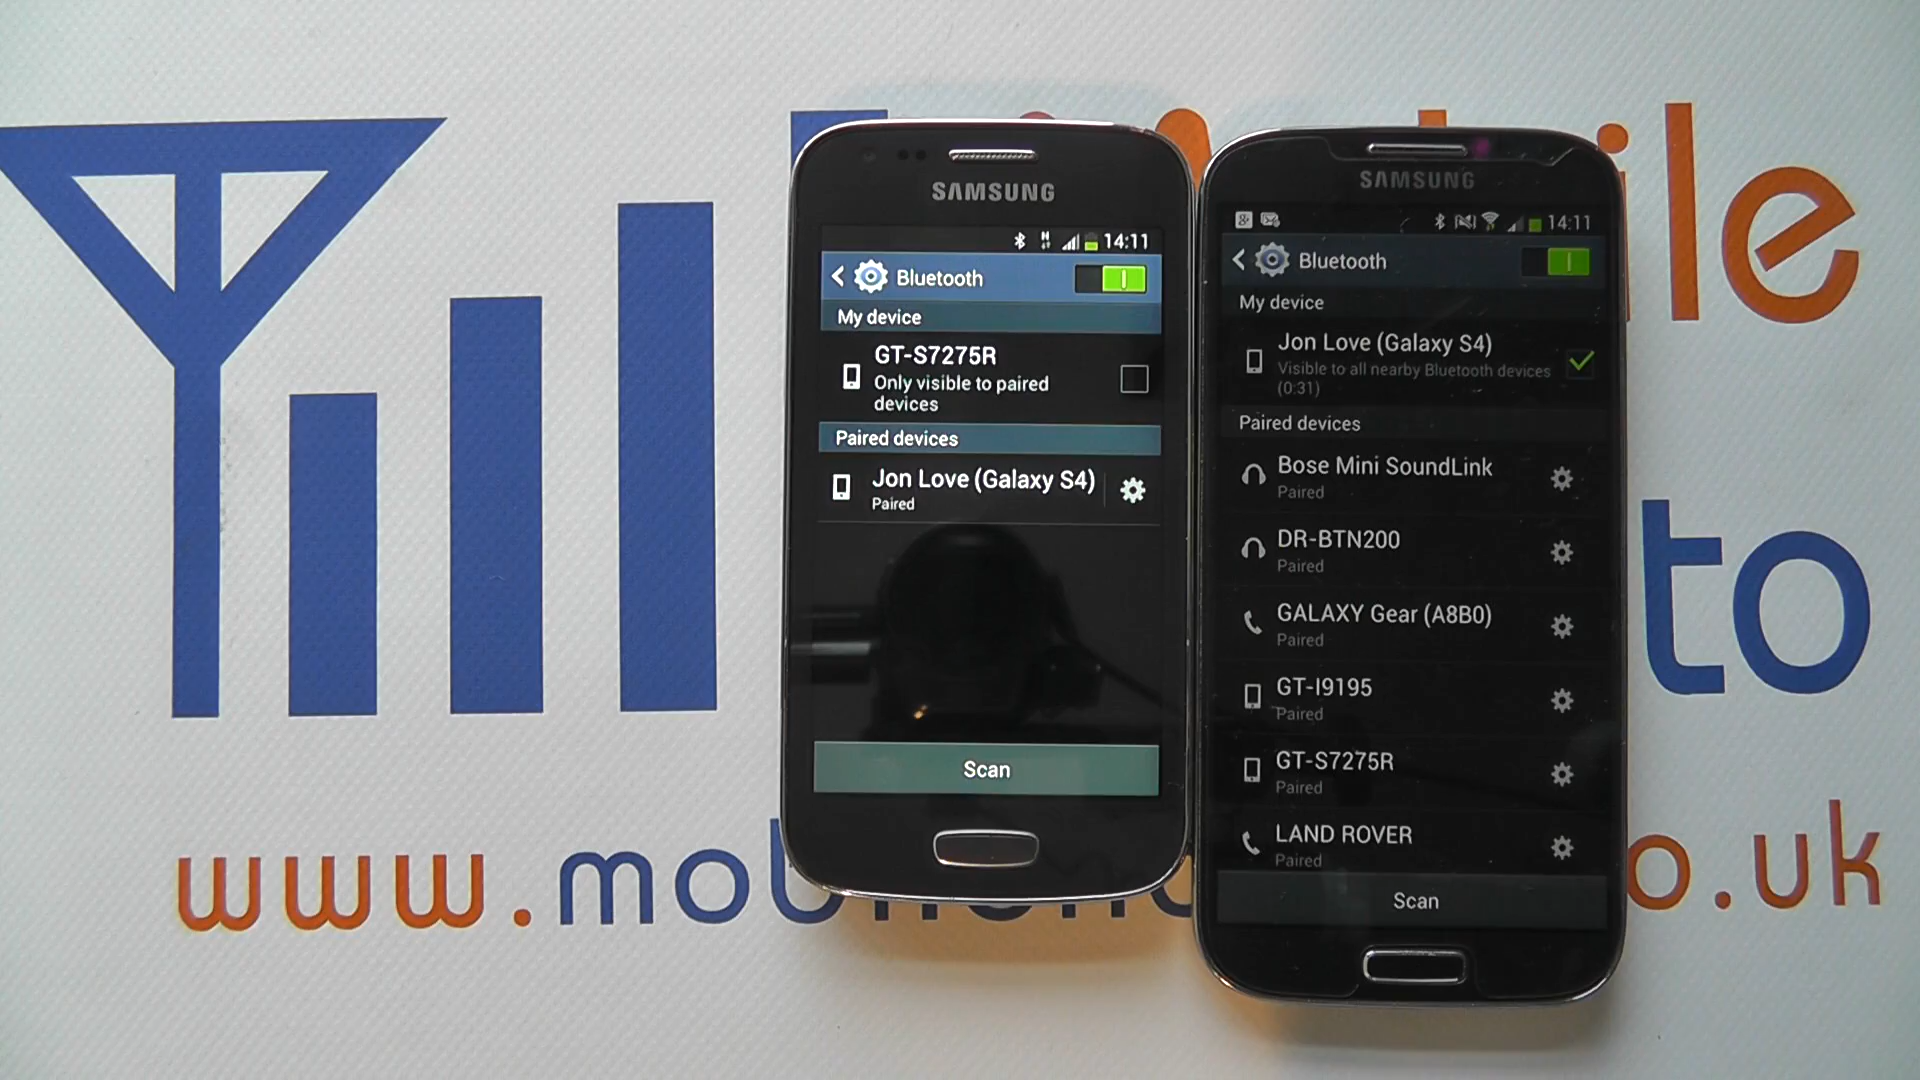 SAMSUNG
14:11
Bluetooth
My device
GT-S7275R
Only visible to paired
devices
Paired devices
Jon Love (Galaxy S4)
Paired
Scan
SAMSUNG
14:11
Bluetooth
My device
Jon Love (Galaxy S4)
Visible to all nearby Bluetooth devices
(0:31)
Paired devices
Bose Mini SoundLink
Paired
DR-BTN200
Paired
GALAXY Gear (A8B0)
Paired
GT-I9195
Paired
GT-S7275R
Paired
LAND ROVER
Paired
Scan
ile
to
www.mob
o.uk